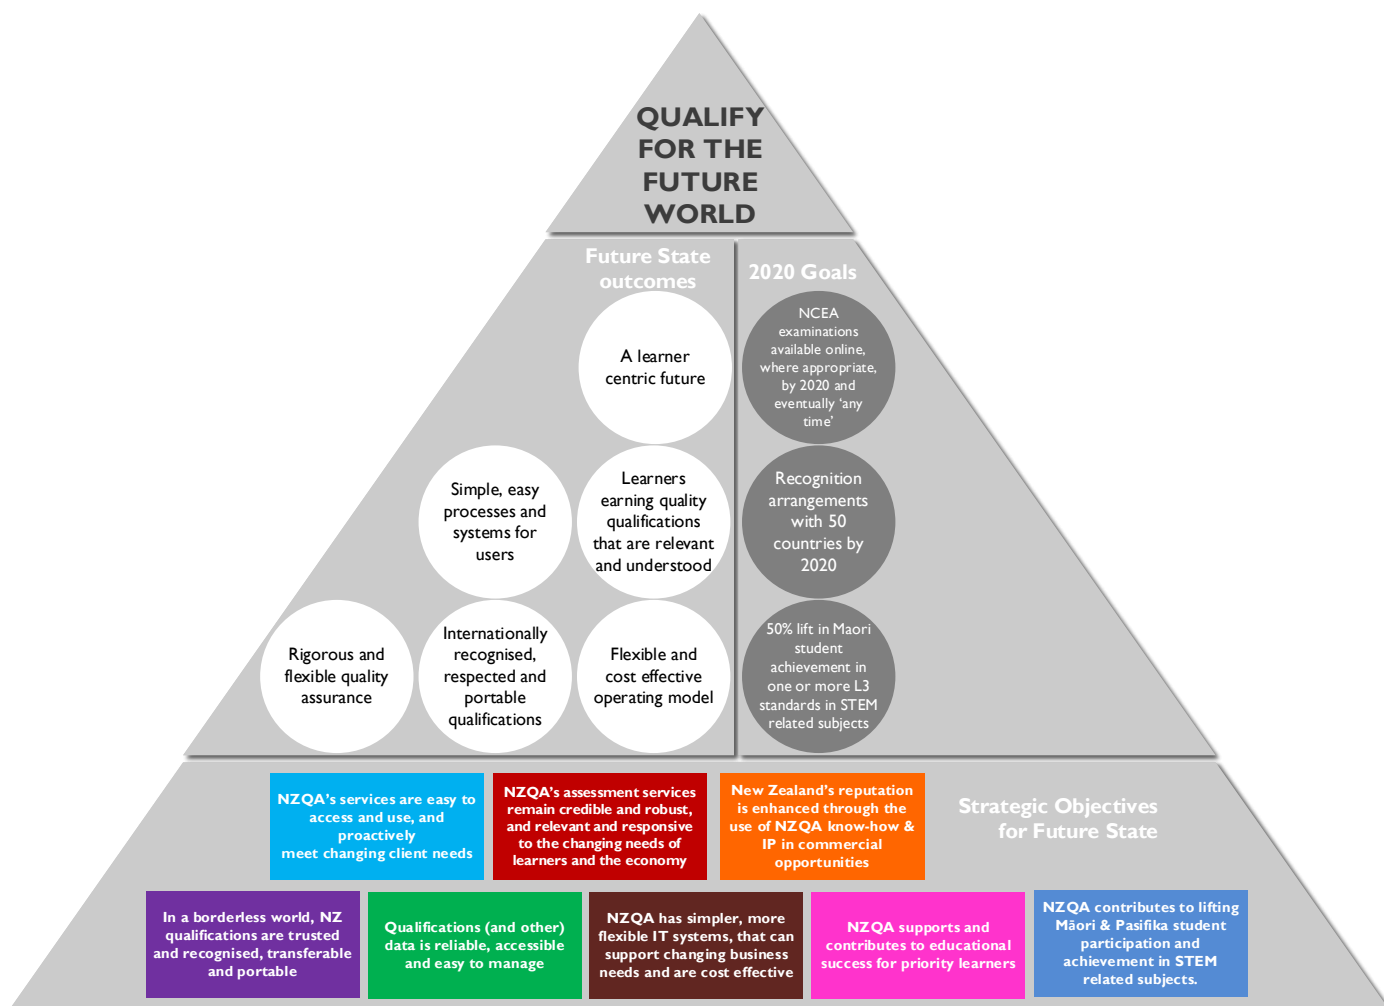 QUALIFY
FOR THE
FUTURE
WORLD
Future State
outcomes
2020 Goals
A learner
centric future
NCEA
examinations
available online,
where appropriate,
by 2020 and
eventually ‘any
time’
Simple, easy
processes and
systems for
users
Learners
earning quality
qualifications
that are relevant
and understood
Recognition
arrangements
with 50
countries by
2020
Rigorous and
flexible quality
assurance
Internationally
recognised,
respected and
portable
qualifications
Flexible and
cost effective
operating model
50% lift in Maori
student
achievement in
one or more L3
standards in STEM
related subjects
NZQA’s services are easy to
access and use, and
proactively
meet changing client needs
NZQA’s assessment services
remain credible and robust,
and relevant and responsive
to the changing needs of
learners and the economy
New Zealand’s reputation
is enhanced through the
use of NZQA know-how &
IP in commercial
opportunities
Strategic Objectives
for Future State
In a borderless world, NZ
qualifications are trusted
and recognised, transferable
and portable
Qualifications (and other)
data is reliable, accessible
and easy to manage
NZQA has simpler, more
flexible IT systems, that can
support changing business
needs and are cost effective
NZQA supports and
contributes to educational
success for priority learners
NZQA contributes to lifting
Māori & Pasifika student
participation and
achievement in STEM
related subjects.